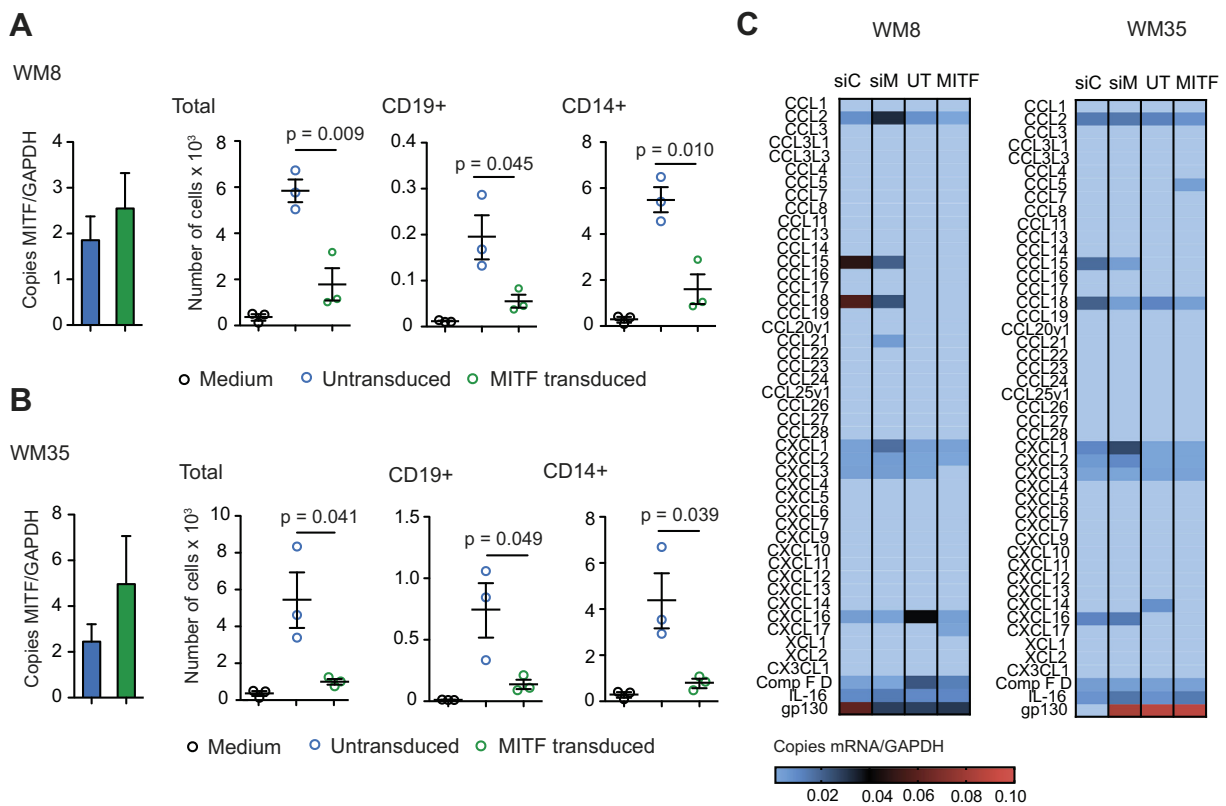 A
WM8
Copies MITF/GAPDH
4
3
2
1
0
Total
Number of cells x 10³
8
6
4
2
0
p = 0.009
CD19+
0.4
0.3
0.2
0.1
0
p = 0.045
CD14+
8
6
4
2
0
p = 0.010
Medium Untransduced MITF transduced
B
WM35
Copies MITF/GAPDH
8
6
4
2
0
Total
Number of cells x 10³
10
8
6
4
2
0
p = 0.041
CD19+
1.5
1.0
0.5
0
p = 0.049
CD14+
8
6
4
2
0
p = 0.039
Medium Untransduced MITF transduced
C
WM8
siC siM UT MITF
CCL1
CCL2
CCL3
CCL3L1
CCL3L3
CCL4
CCL5
CCL7
CCL8
CCL11
CCL13
CCL14
CCL15
CCL16
CCL17
CCL18
CCL19
CCL20v1
CCL21
CCL22
CCL23
CCL24
CCL25v1
CCL26
CCL27
CCL28
CXCL1
CXCL2
CXCL3
CXCL4
CXCL5
CXCL6
CXCL7
CXCL9
CXCL10
CXCL11
CXCL12
CXCL13
CXCL14
CXCL16
CXCL17
XCL1
XCL2
CX3CL1
Comp F D
IL-16
gp130
WM35
siC siM UT MITF
CCL1
CCL2
CCL3
CCL3L1
CCL3L3
CCL4
CCL5
CCL7
CCL8
CCL11
CCL13
CCL14
CCL15
CCL16
CCL17
CCL18
CCL19
CCL20v1
CCL21
CCL22
CCL23
CCL24
CCL25v1
CCL26
CCL27
CCL28
CXCL1
CXCL2
CXCL3
CXCL4
CXCL5
CXCL6
CXCL7
CXCL9
CXCL10
CXCL11
CXCL12
CXCL13
CXCL14
CXCL16
CXCL17
XCL1
XCL2
CX3CL1
Comp F D
IL-16
gp130
Copies mRNA/GAPDH
0.02 0.04 0.06 0.08 0.10